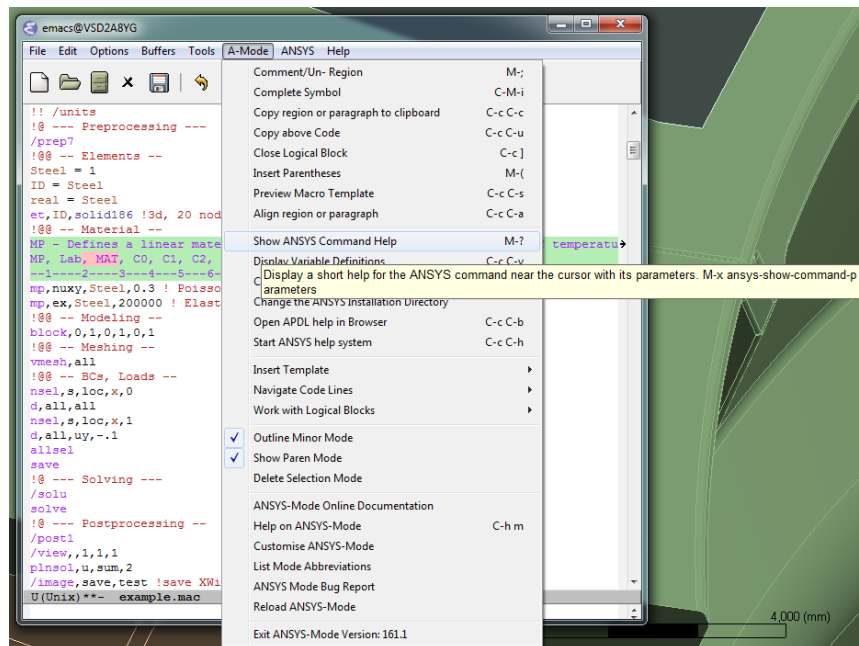 emacs@VSD2A8YG
File Edit Options Buffers Tools A-Mode ANSYS Help
!! /units
!@ --- Preprocessing ---
/prep7
!@@ -- Elements --
Steel = 1
ID = Steel
real = Steel
et,ID,solid186 !3d, 20 nod
!@@ -- Material --
MP - Defines a linear mate
temperatu
MP, Lab, MAT, C0, C1, C2,
--1----2----3---4---5---6-
mp,nuxy,Steel,0.3 ! Poisso
mp,ex,Steel,200000 ! Elast
!@@ -- Modeling --
block,0,1,0,1,0,1
!@@ -- Meshing --
vmesh,all
!@@ -- BCs, Loads --
nsel,s,loc,x,0
d,all,all
nsel,s,loc,x,1
d,all,uy,-.1
allsel
save
!@ --- Solving ---
/solu
solve
!@ --- Postprocessing --
/post1
/view,,1,1,1
plnsol,u,sum,2
/image,save,test !save XWi
U(Unix)**- example.mac
Comment/Un- Region M-;
Complete Symbol C-M-i
Copy region or paragraph to clipboard C-c C-c
Copy above Code C-c C-u
Close Logical Block C-c ]
Insert Parentheses M-(
Preview Macro Template C-c C-s
Align region or paragraph C-c C-a
Show ANSYS Command Help M-?
Display Variable Definitions C-c C-v
Display a short help for the ANSYS command near the cursor with its parameters. M-x ansys-show-command-p
arameters
Change the ANSYS Installation Directory
Open APDL help in Browser C-c C-b
Start ANSYS help system C-c C-h
Insert Template
Navigate Code Lines
Work with Logical Blocks
Outline Minor Mode
Show Paren Mode
Delete Selection Mode
ANSYS-Mode Online Documentation
Help on ANSYS-Mode C-h m
Customise ANSYS-Mode
List Mode Abbreviations
ANSYS Mode Bug Report
Reload ANSYS-Mode
Exit ANSYS-Mode Version: 161.1
4,000 (mm)